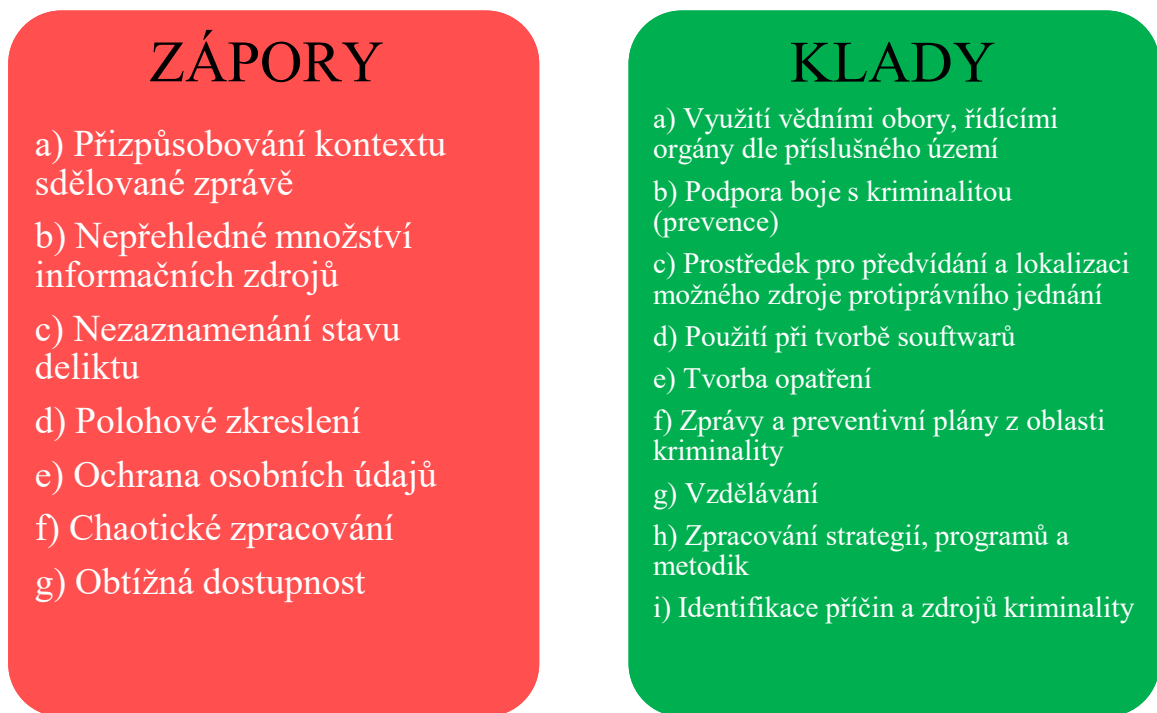 ZÁPORY
a) Přizpůsobování kontextu
sdělované zprávě
b) Nepřehledné množství
informačních zdrojů
c) Nezaznamenání stavu
deliktu
d) Polohové zkreslení
e) Ochrana osobních údajů
f) Chaotické zpracování
g) Obtížná dostupnost
KLADY
a) Využití vědními obory, řídícími
orgány dle příslušného území
b) Podpora boje s kriminalitou
(prevence)
c) Prostředek pro předvídání a lokalizaci
možného zdroje protiprávního jednání
d) Použití při tvorbě souftwarů
e) Tvorba opatření
f) Zprávy a preventivní plány z oblasti
kriminality
g) Vzdělávání
h) Zpracování strategií, programů a
metodik
i) Identifikace příčin a zdrojů kriminality